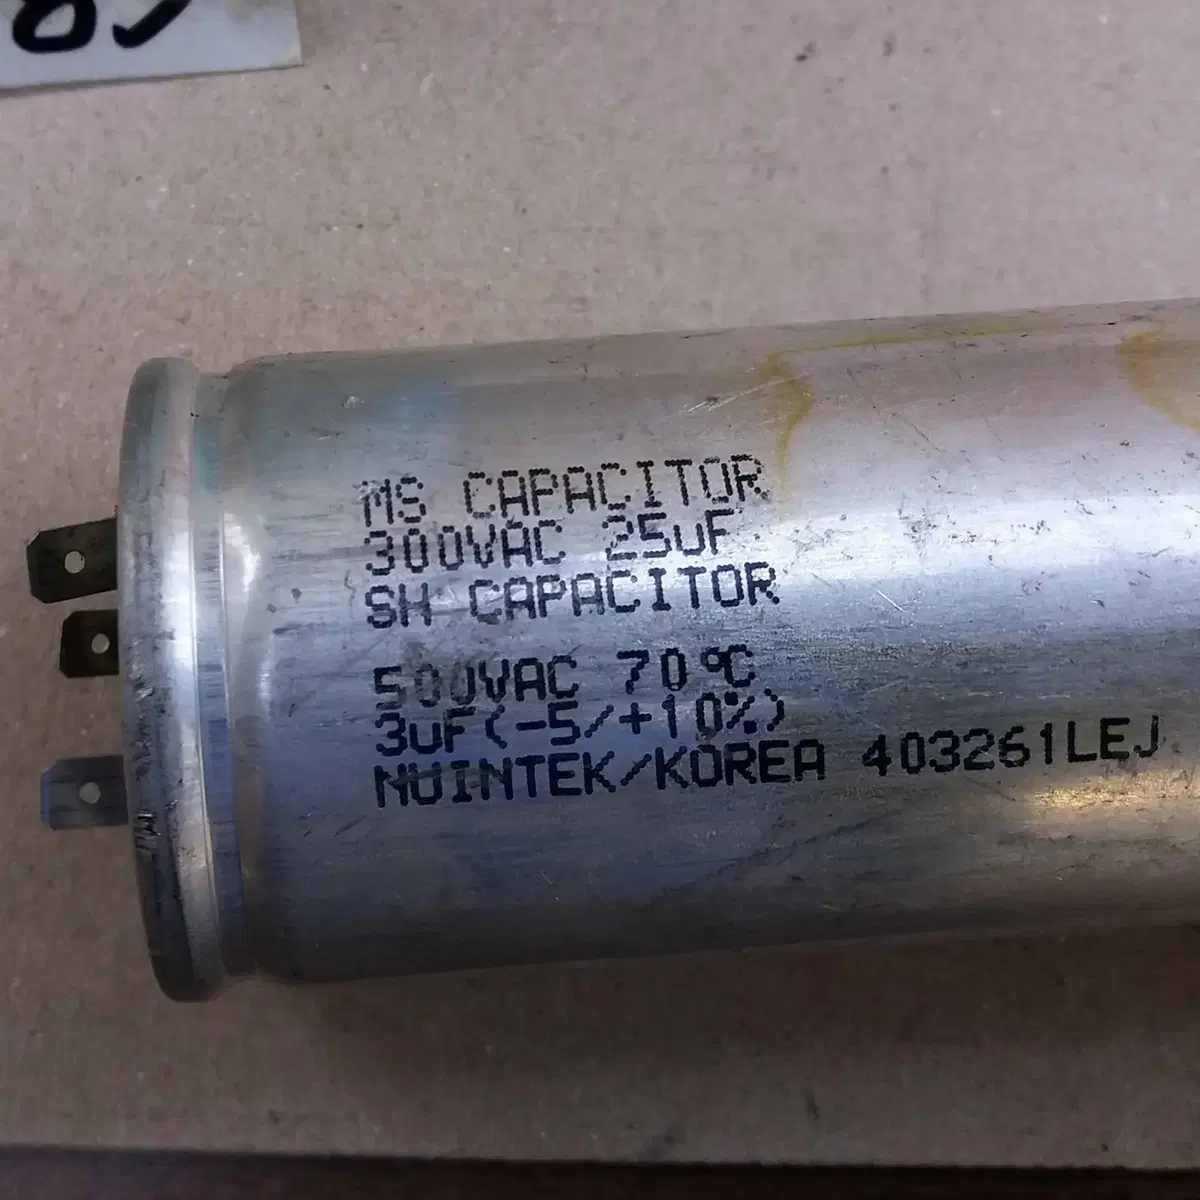 MS CAPACITOR
300VAC 25uF
SH CAPACITOR
500VAC 70℃
3UF(-5/+10%)
NUINTEK/KOREA 403261LEJ